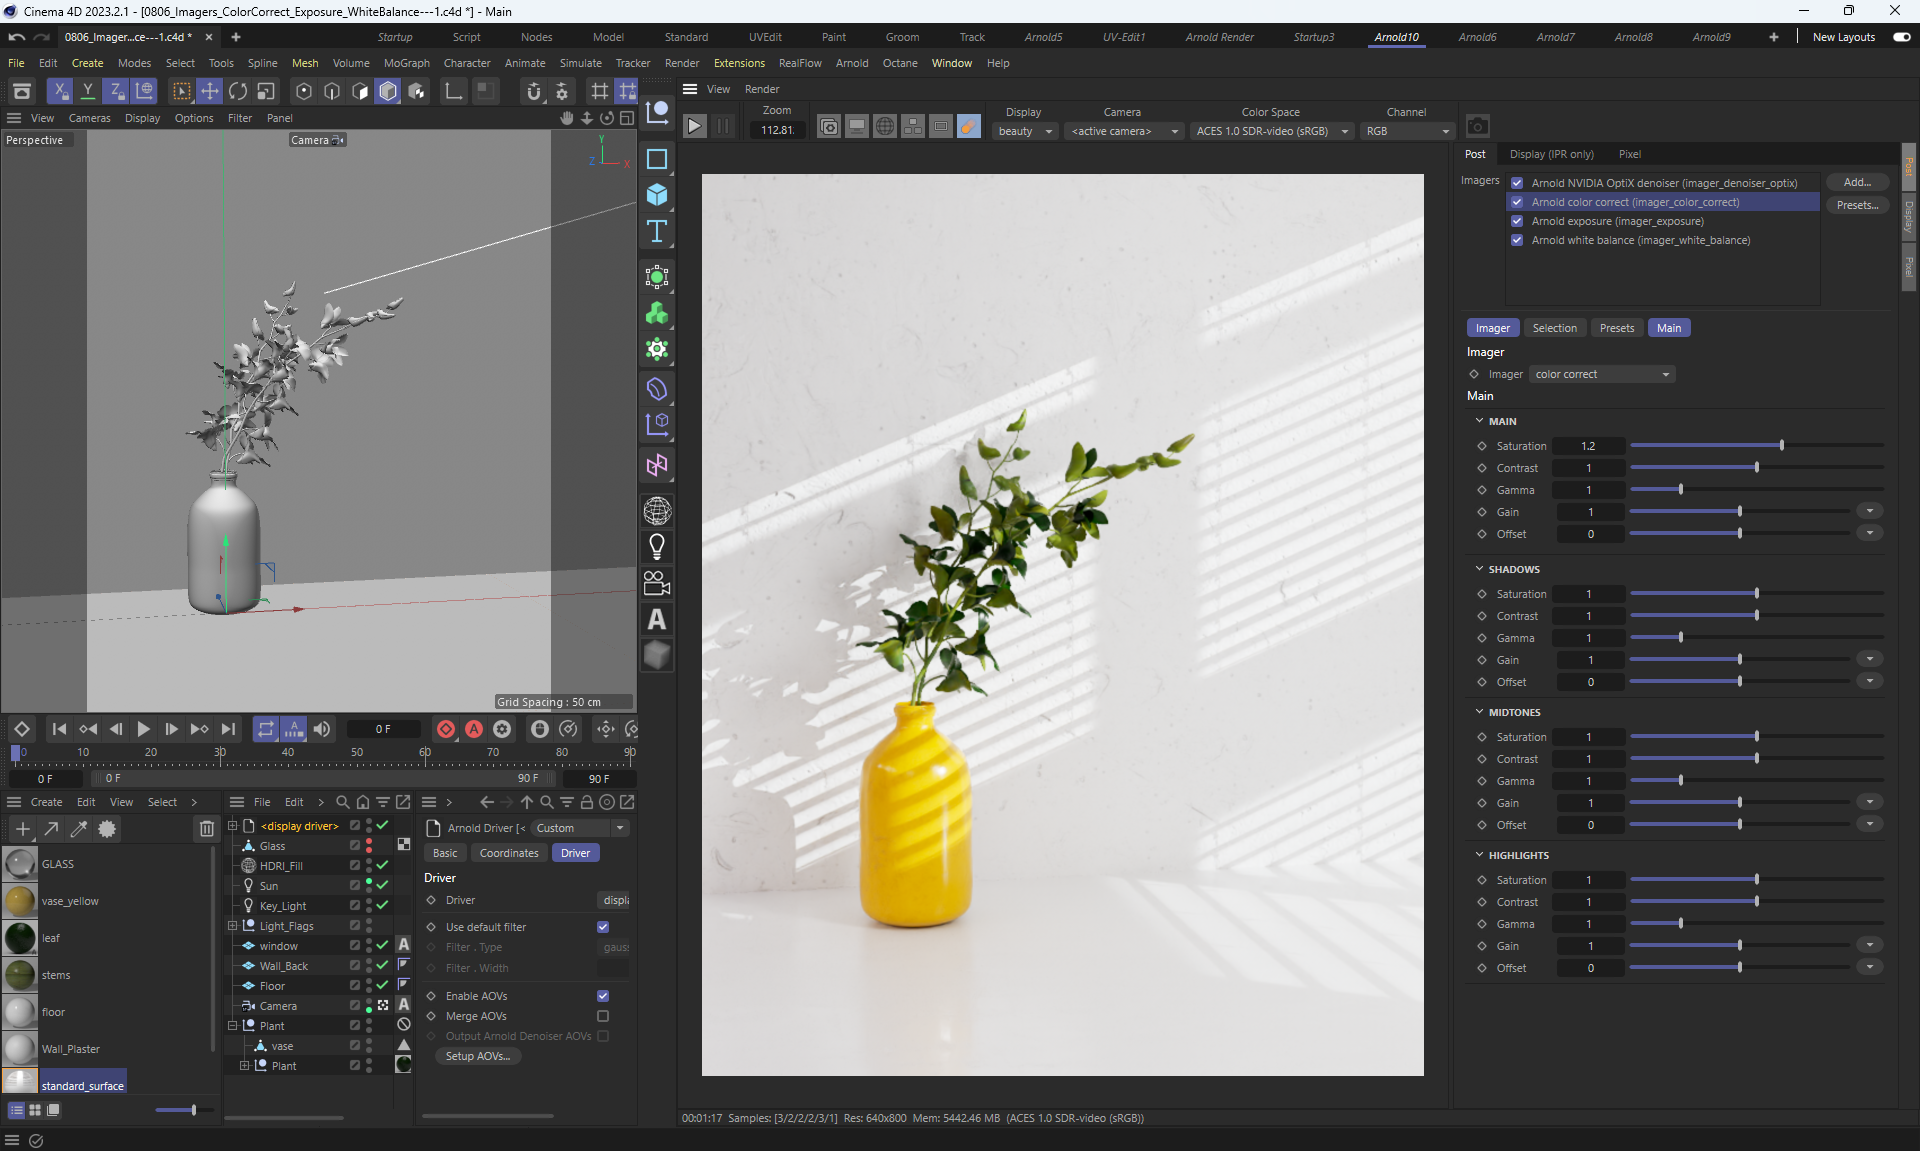 Cinema 4D 2023.2.1 - [0806_Imagers_ColorCorrect_Exposure_WhiteBalance---1.c4d *] - Main
0806_Imager...ce---1.c4d *
Startup
Script
Nodes
Model
Standard
UVEdit
Paint
Groom
Track
Arnold5
UV-Edit1
Arnold Render
Startup3
Arnold10
Arnold6
Arnold7
Arnold8
Arnold9
New Layouts
File Edit Create Modes Select Tools Spline Mesh Volume MoGraph Character Animate Simulate Tracker Render Extensions RealFlow Arnold Octane Window Help
X Y Z
View Cameras Display Options Filter Panel
Perspective
Camera
Y
Z
X
Grid Spacing : 50 cm
0 F
0 10 20 30 40 50 60 70 80 90
0 F
0 F
90 F
90 F
Create Edit View Select
GLASS
vase_yellow
leaf
stems
floor
Wall_Plaster
standard_surface
File Edit
<display driver>
Glass
HDRI_Fill
Sun
Key_Light
Light_Flags
window
Wall_Back
Floor
Camera
Plant
vase
Plant
Arnold Driver [<
Custom
Basic
Coordinates
Driver
Driver
Driver
displa
Use default filter
Filter . Type
gauss
Filter . Width
Enable AOVs
Merge AOVs
Output Arnold Denoiser AOVs
Setup AOVs...
View Render
Zoom
112.81
Display
beauty
Camera
<active camera>
Color Space
ACES 1.0 SDR-video (sRGB)
Channel
RGB
00:01:17 Samples: [3/2/2/2/3/1] Res: 640x800 Mem: 5442.46 MB (ACES 1.0 SDR-video (sRGB))
Post
Display (IPR only)
Pixel
Imagers
Arnold NVIDIA OptiX denoiser (imager_denoiser_optix)
Arnold color correct (imager_color_correct)
Arnold exposure (imager_exposure)
Arnold white balance (imager_white_balance)
Add...
Presets...
Post
Display
Pixel
Imager
Selection
Presets
Main
Imager
Imager
color correct
Main
MAIN
Saturation 1.2
Contrast 1
Gamma 1
Gain 1
Offset 0
SHADOWS
Saturation 1
Contrast 1
Gamma 1
Gain 1
Offset 0
MIDTONES
Saturation 1
Contrast 1
Gamma 1
Gain 1
Offset 0
HIGHLIGHTS
Saturation 1
Contrast 1
Gamma 1
Gain 1
Offset 0